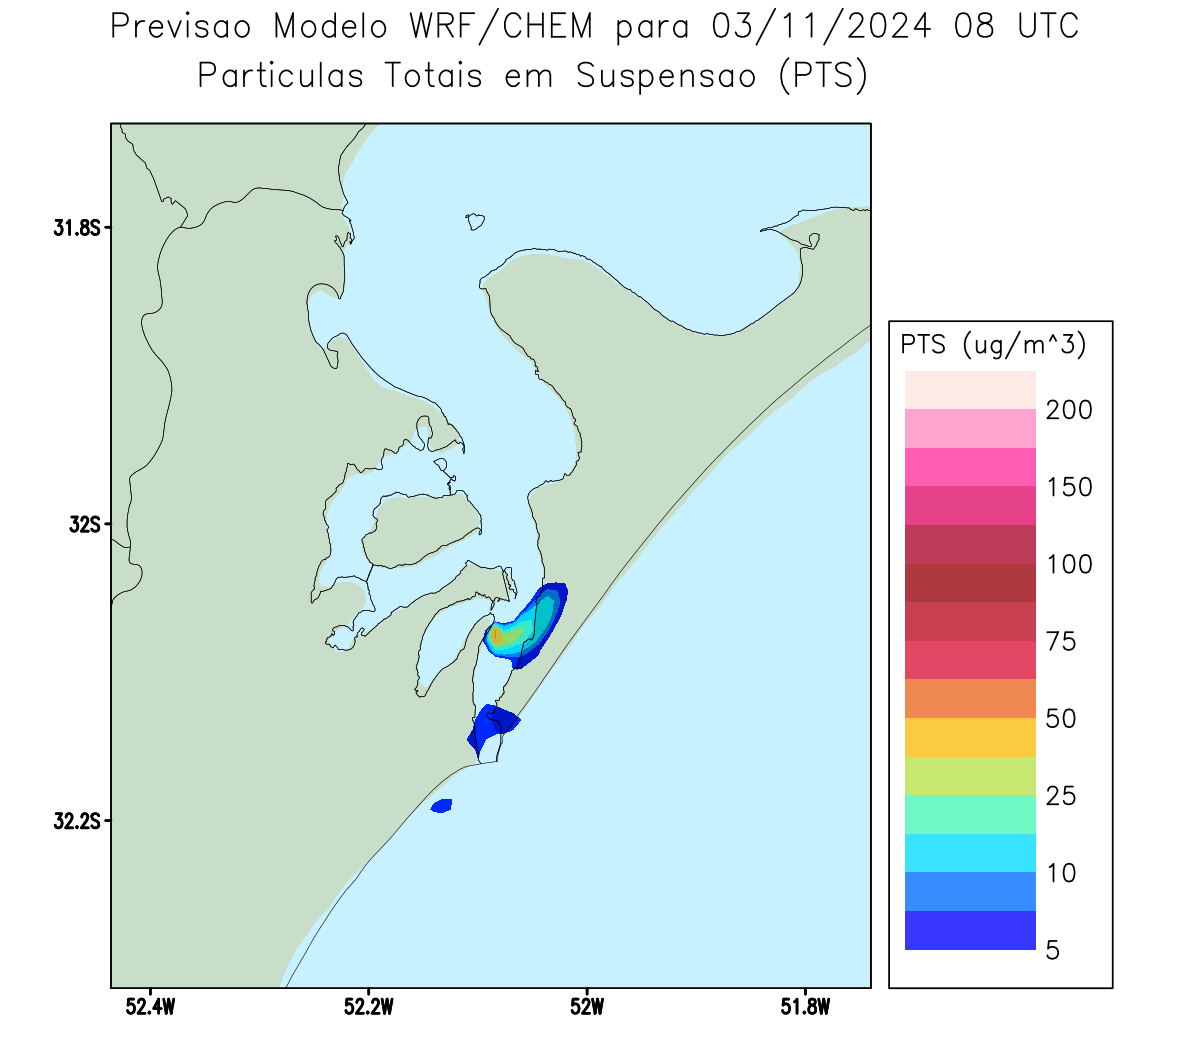 Previsao Modelo WRF/CHEM para 03/11/2024 08 UTC
Particulas Totais em Suspensao (PTS)
31.8S
32S
32.2S
52.4W
52.2W
52W
51.8W
PTS (ug/m^3)
200
150
100
75
50
25
10
5